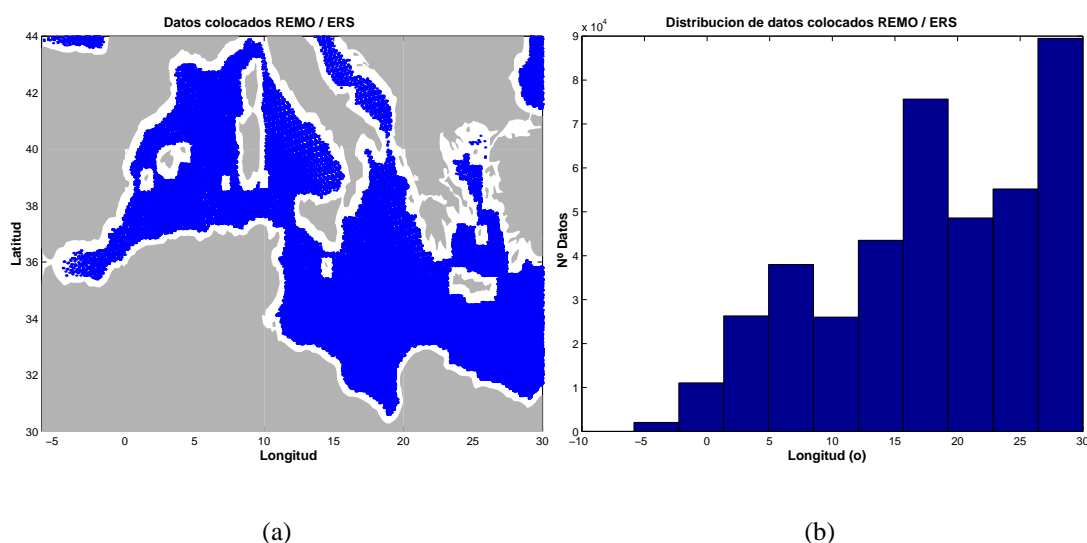 Datos colocados REMO / ERS
44
42
40
38
36
34
32
30
Latitud
−5 0 5 10 15 20 25 30
Longitud
(a)
Distribucion de datos colocados REMO / ERS
x 10⁴
9
8
7
6
5
4
3
2
1
0
Nº Datos
−10 −5 0 5 10 15 20 25 30
Longitud (o)
(b)